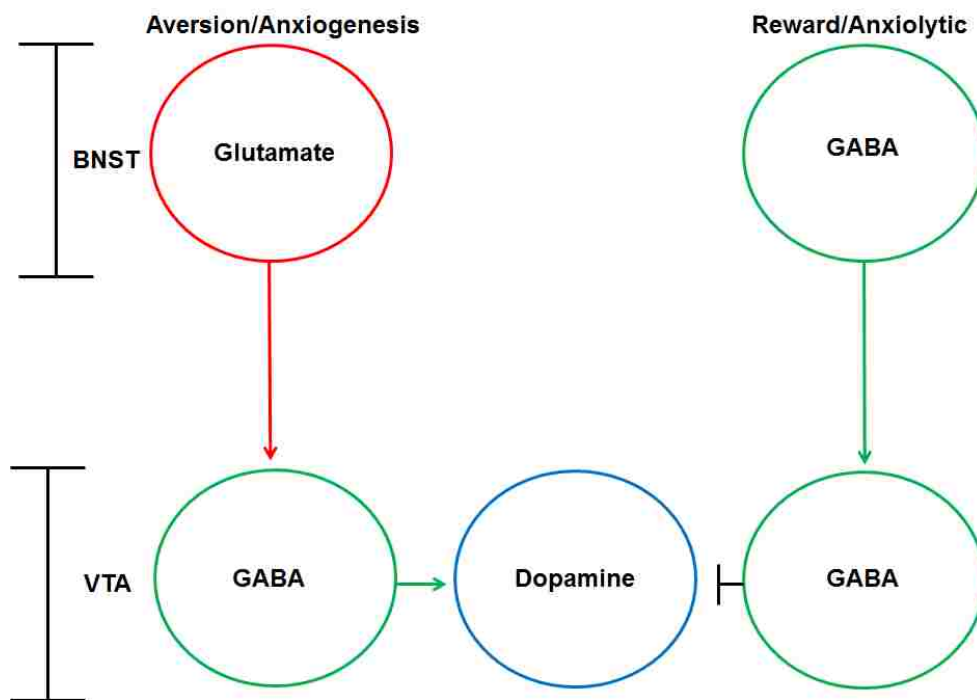 Aversion/Anxiogenesis
Reward/Anxiolytic
BNST
Glutamate
GABA
VTA
GABA
Dopamine
GABA